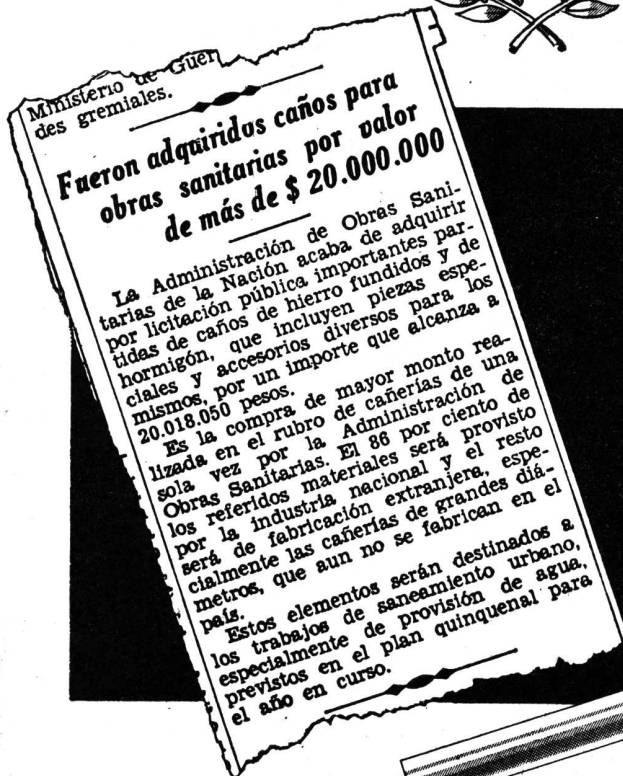 Ministerio de Guer
des gremiales.
Fueron adquiridos caños para
obras sanitarias por valor
de más de $ 20.000.000
La Administración de Obras Sani-
tarias de la Nación acaba de adquirir
por licitación pública importantes par-
tidas de caños de hierro fundidos y de
hormigón, que incluyen piezas espe-
ciales y accesorios diversos para los
mismos, por un importe que alcanza a
20.018.050 pesos.
Es la compra de mayor monto rea-
lizada en el rubro de cañerías de una
sola vez por la Administración de
Obras Sanitarias. El 86 por ciento de
los referidos materiales será provisto
por la industria nacional y el resto
será de fabricación extranjera, espe-
cialmente las cañerías de grandes diá-
metros, que aun no se fabrican en el
país.
Estos elementos serán destinados a
los trabajos de saneamiento urbano,
especialmente de provisión de agua,
previstos en el plan quinquenal para
el año en curso.